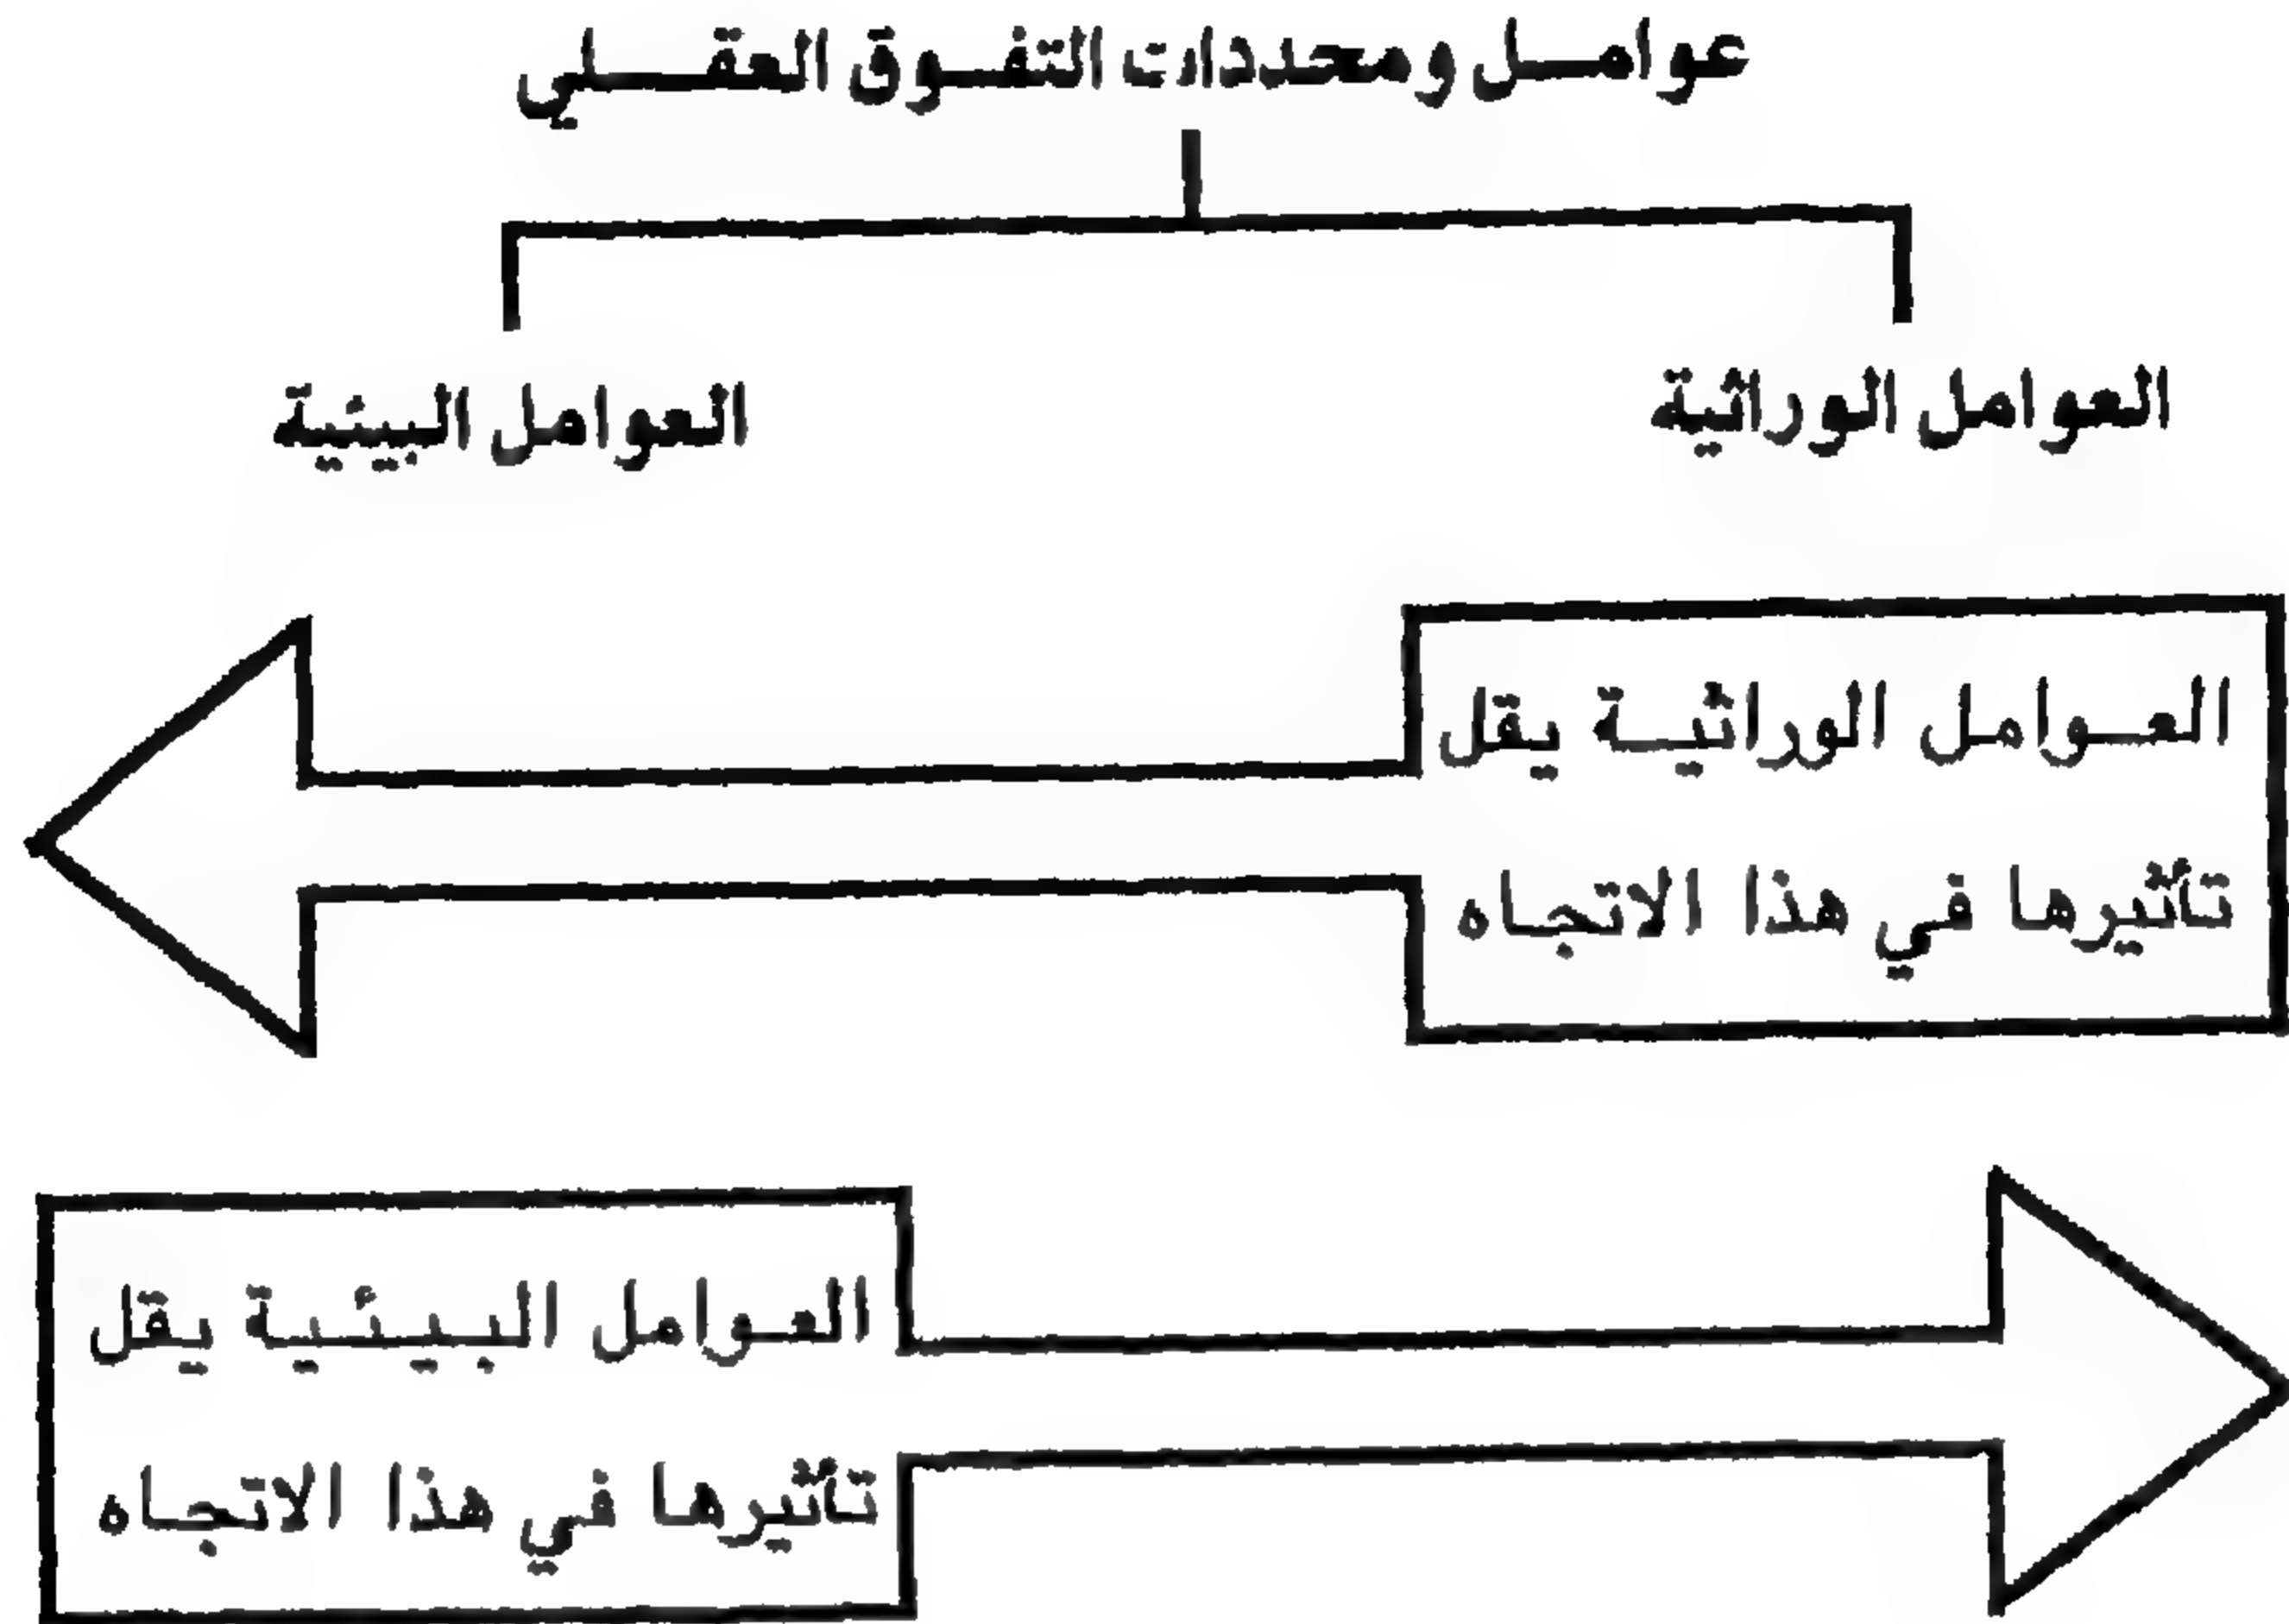 عوامل ومحددات التفوق العقلي
العوامل الوراثية
العوامل البيئية
العوامل الوراثية يقل
تأثيرها في هذا الاتجاه
العوامل البيئية يقل
تأثيرها في هذا الاتجاه